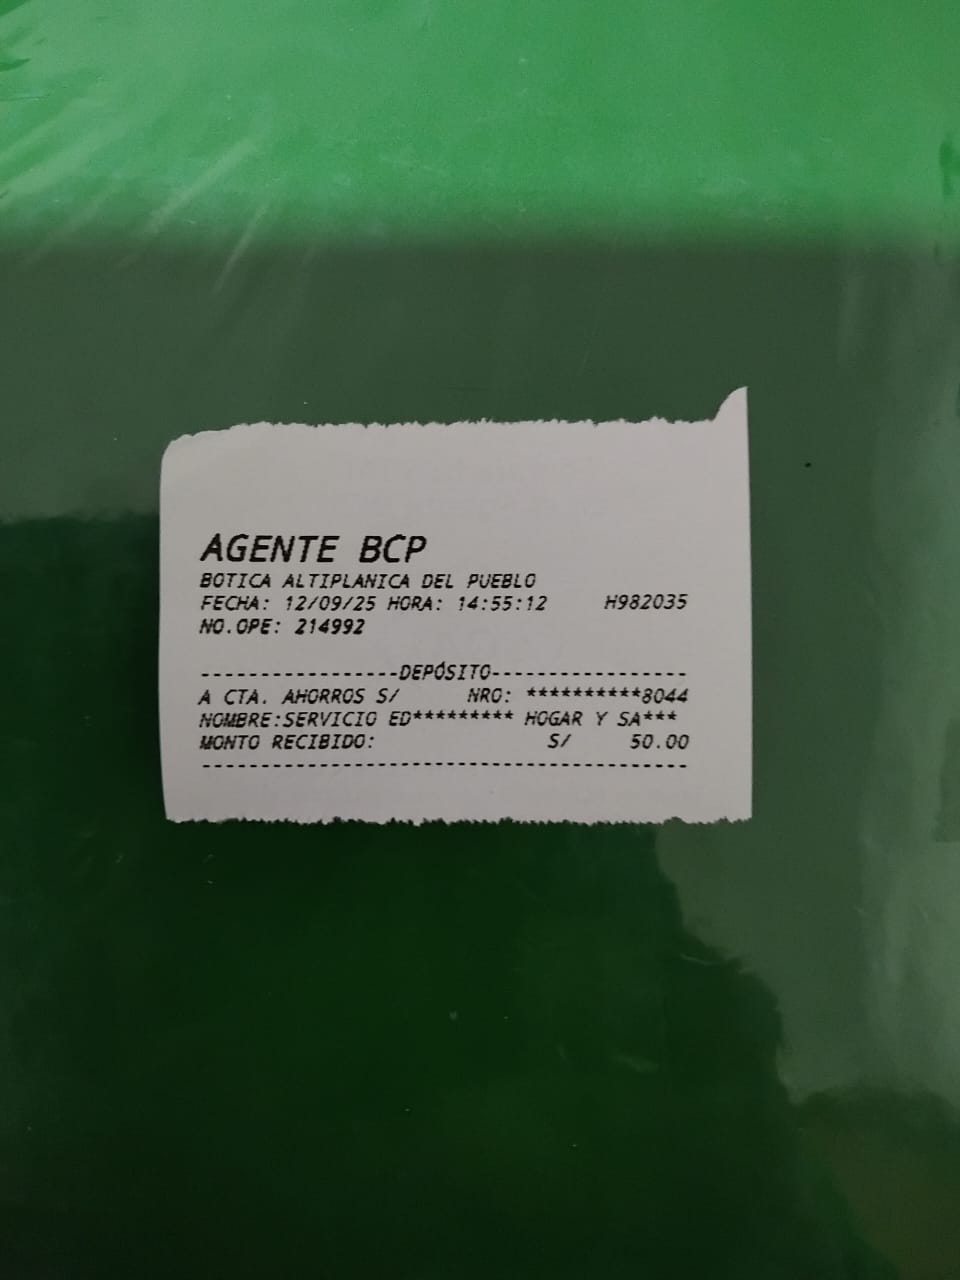 AGENTE BCP
BOTICA ALTIPLANICA DEL PUEBLO
FECHA: 12/09/25 HORA: 14:55:12 H982035
NO.OPE: 214992
-----------------DEPÓSITO-----------------
A CTA. AHORROS S/ NRO: **********8044
NOMBRE:SERVICIO ED********* HOGAR Y SA***
MONTO RECIBIDO: S/ 50.00
------------------------------------------